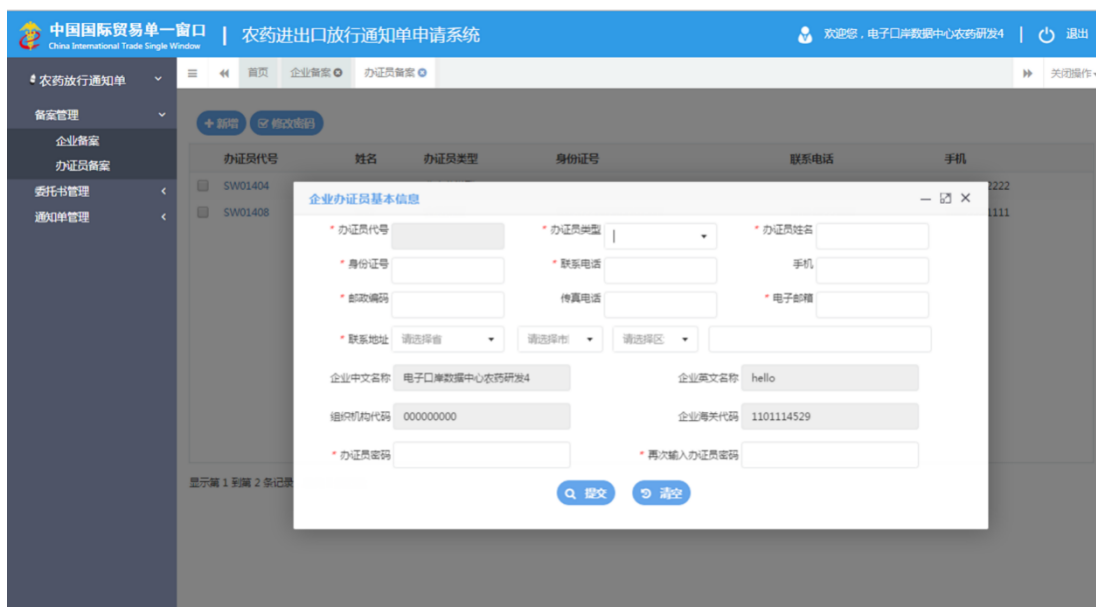 中国国际贸易单一窗口 | 农药进出口放行通知单申请系统
China International Trade Single Window
欢迎您，电子口岸数据中心农药研发4 | 退出
农药放行通知单
首页 企业备案 办证员备案 关闭操作
备案管理
企业备案
办证员备案
委托书管理
通知单管理
新增 修改密码
办证员代号 姓名 办证员类型 身份证号 联系电话 手机
SW01404 2222
SW01408 1111
企业办证员基本信息
* 办证员代号 * 办证员类型 * 办证员姓名
* 身份证号 * 联系电话 手机
* 邮政编码 传真电话 * 电子邮箱
* 联系地址 请选择省 请选择市 请选择区
企业中文名称 电子口岸数据中心农药研发4 企业英文名称 hello
组织机构代码 000000000 企业海关代码 1101114529
* 办证员密码 * 再次输入办证员密码
提交 清空
显示第 1 到第 2 条记录